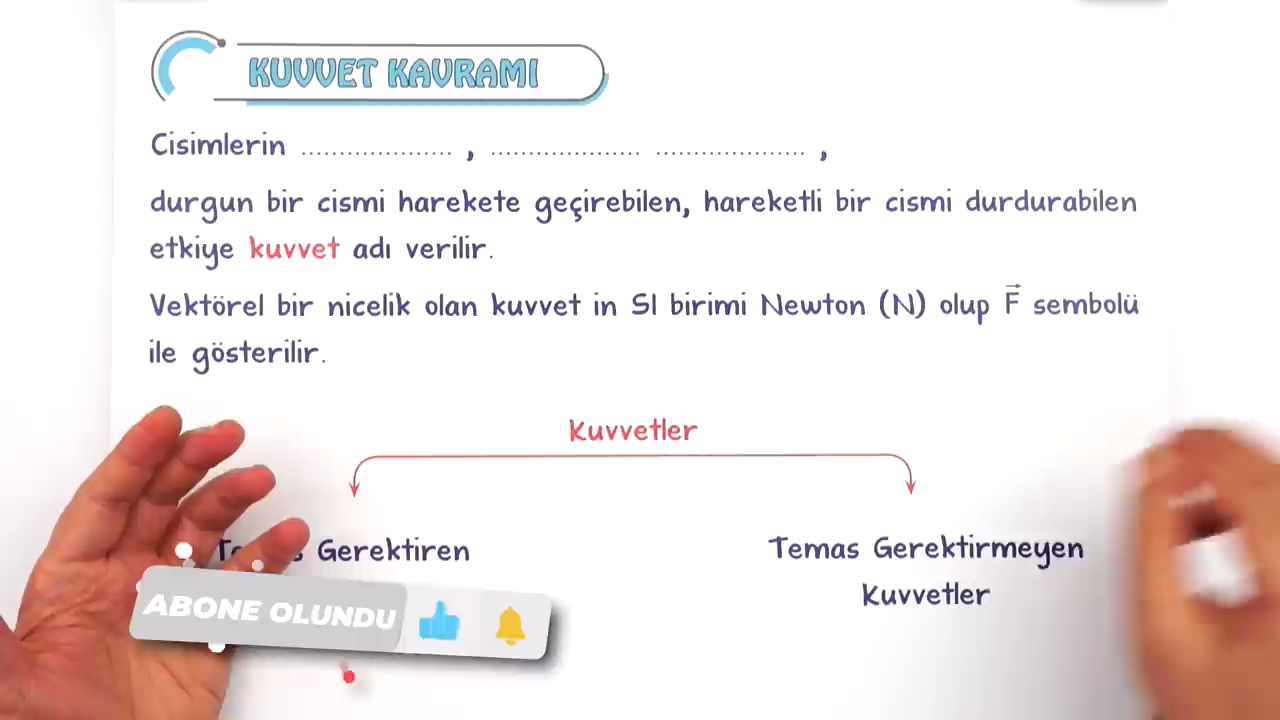 KUVVET KAVRAMI
Cisimlerin .................... , .................... .................... ,
durgun bir cismi harekete geçirebilen, hareketli bir cismi durdurabilen
etkiye kuvvet adı verilir.
Vektörel bir nicelik olan kuvvet in SI birimi Newton (N) olup F⃗ sembolü
ile gösterilir.
Kuvvetler
Gerektiren
Temas Gerektirmeyen
Kuvvetler
ABONE OLUNDU